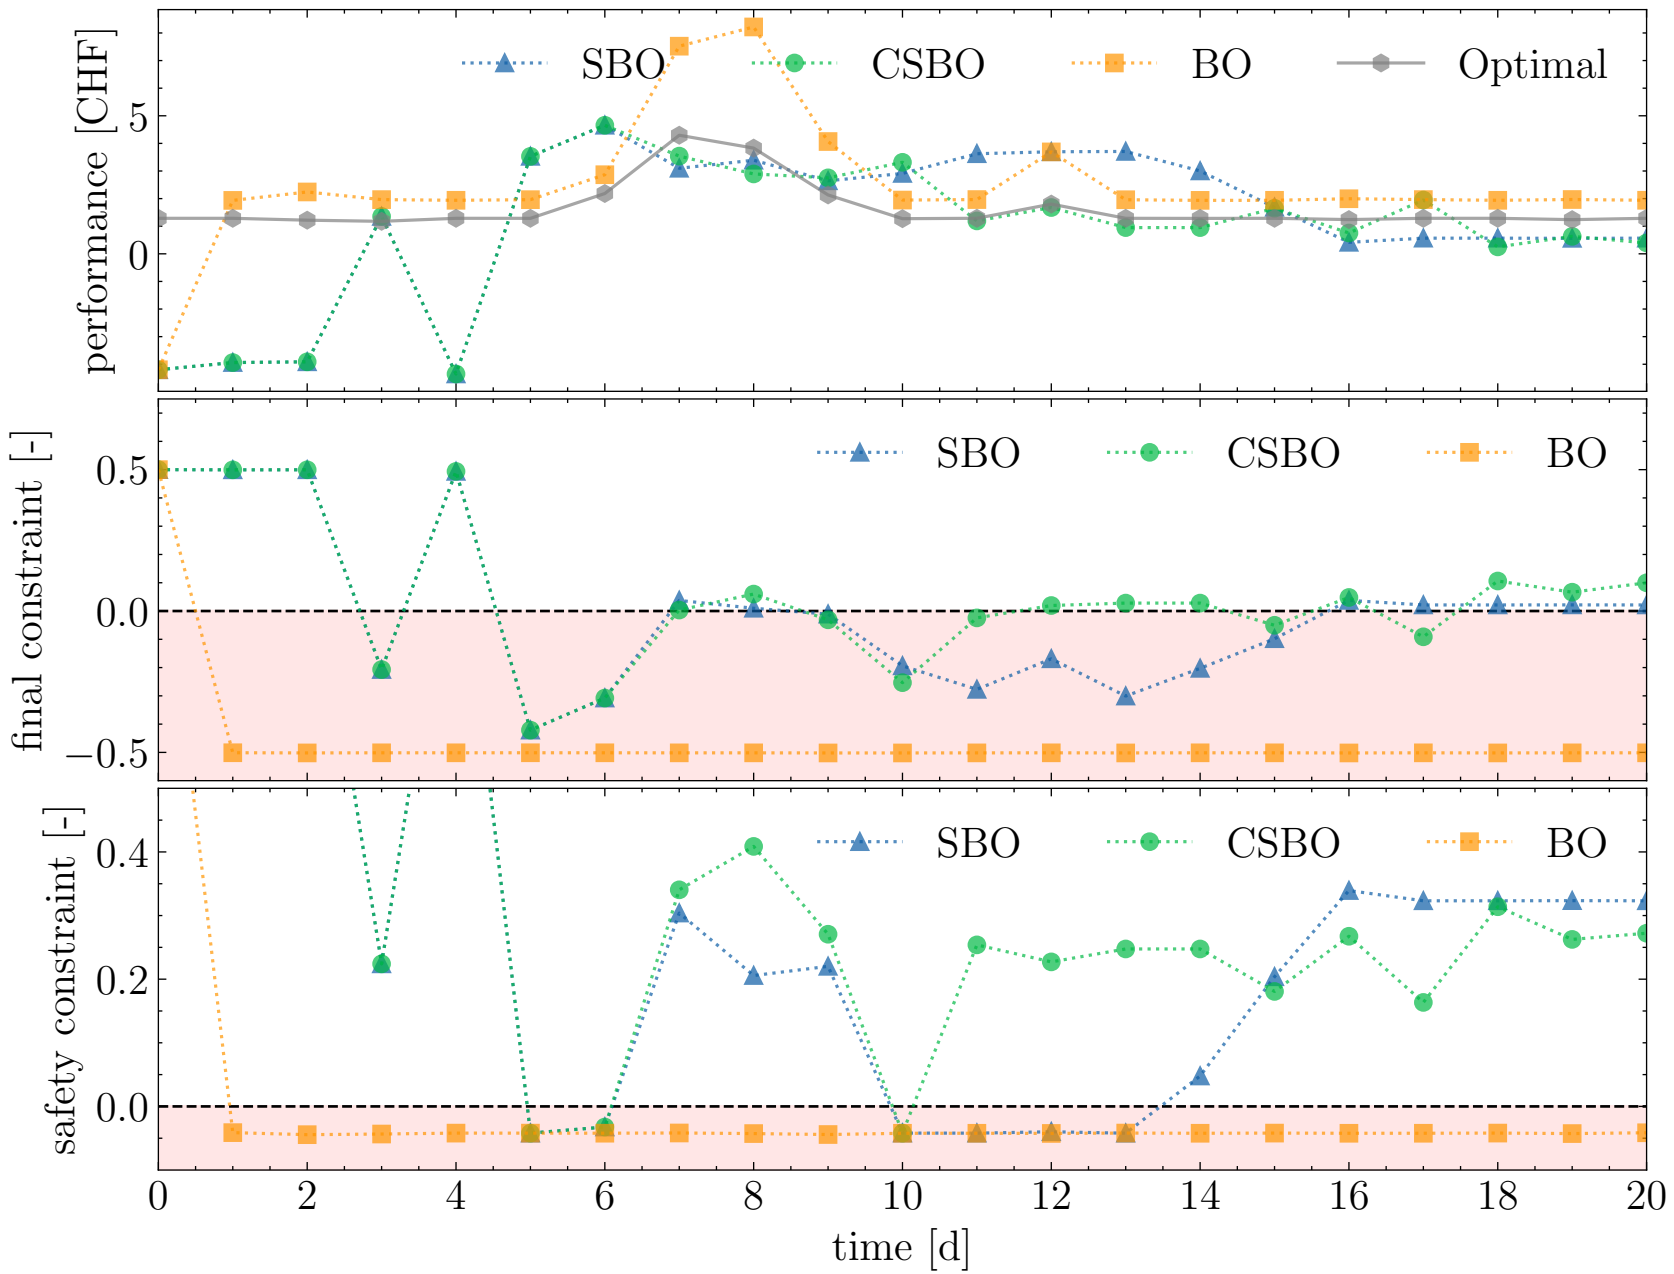 performance [CHF]
5
0
SBO CSBO BO Optimal
final constraint [-]
0.5
0.0
−0.5
SBO CSBO BO
safety constraint [-]
0.4
0.2
0.0
SBO CSBO BO
0 2 4 6 8 10 12 14 16 18 20
time [d]